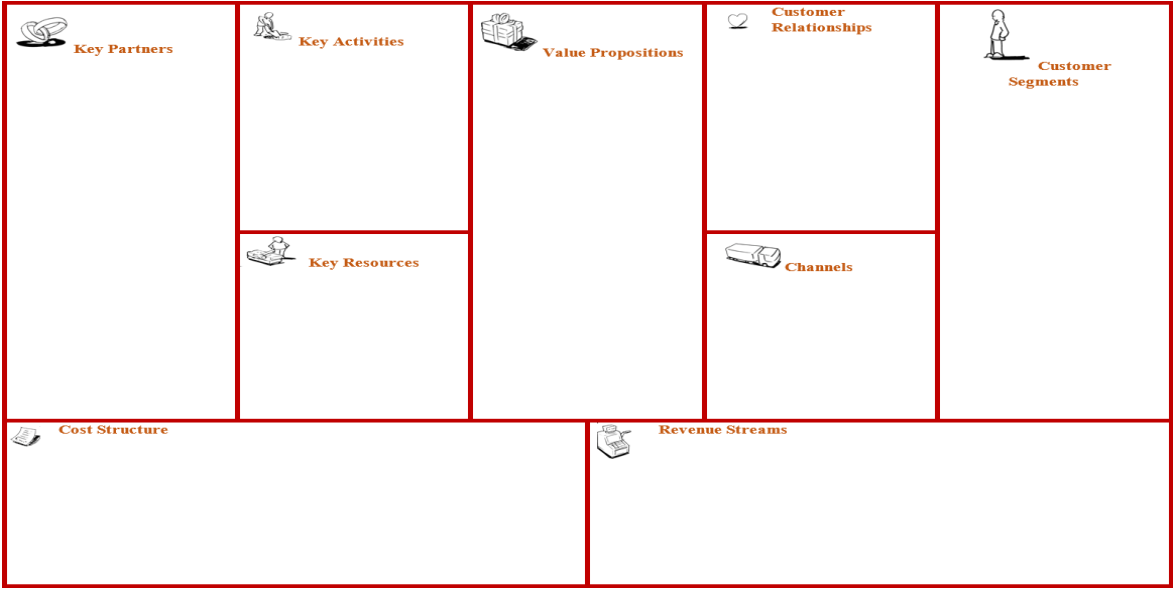 Key Partners
Key Activities
Value Propositions
Customer
Relationships
Customer
Segments
Key Resources
Channels
Cost Structure
Revenue Streams